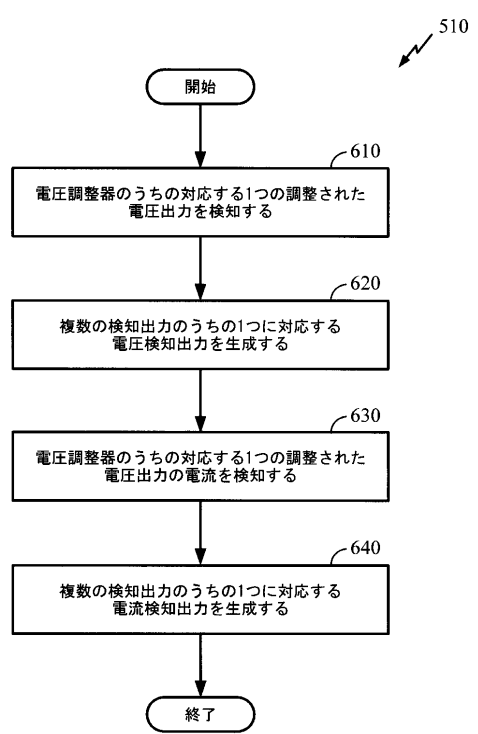 510
開始
610
電圧調整器のうちの対応する1つの調整された
電圧出力を検知する
620
複数の検知出力のうちの1つに対応する
電圧検知出力を生成する
630
電圧調整器のうちの対応する1つの調整された
電圧出力の電流を検知する
640
複数の検知出力のうちの1つに対応する
電流検知出力を生成する
終了